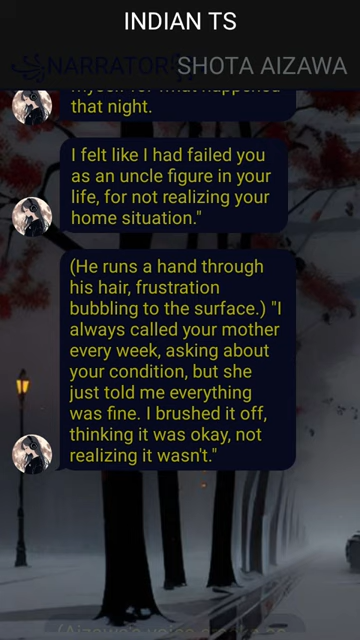 INDIAN TS
NARRATOR
SHOTA AIZAWA
that night.
I felt like I had failed you
as an uncle figure in your
life, for not realizing your
home situation."
(He runs a hand through
his hair, frustration
bubbling to the surface.) "I
always called your mother
every week, asking about
your condition, but she
just told me everything
was fine. I brushed it off,
thinking it was okay, not
realizing it wasn't."